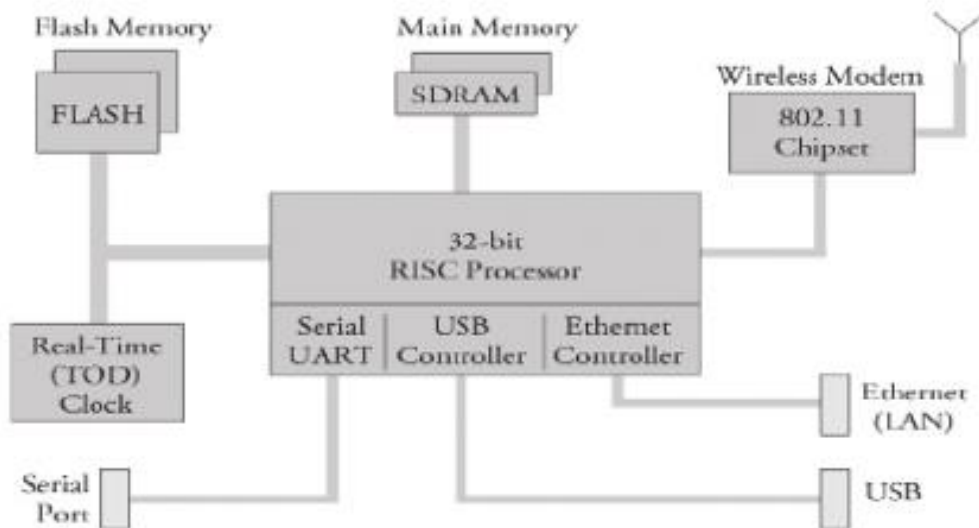 Flash Memory
FLASH
Main Memory
SDRAM
Wireless Modem
802.11
Chipset
32-bit
RISC Processor
Serial
UART
USB
Controller
Ethernet
Controller
Real-Time
(TOD)
Clock
Ethernet
(LAN)
Serial
Port
USB